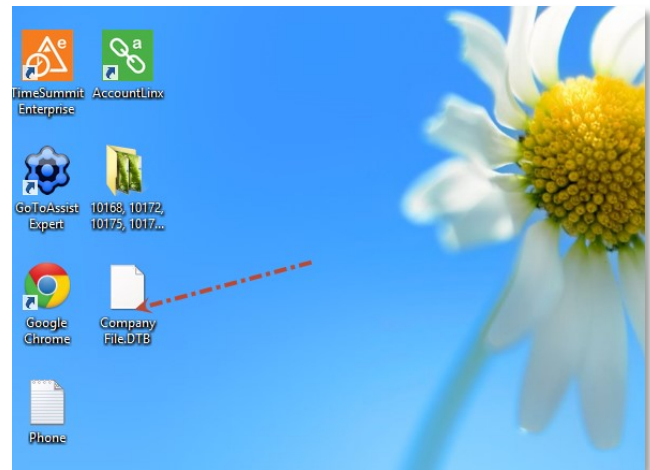 e
a
TimeSummit
Enterprise
AccountLinx
GoToAssist
Expert
10168, 10172,
10175, 1017...
Google
Chrome
Company
File.DTB
Phone